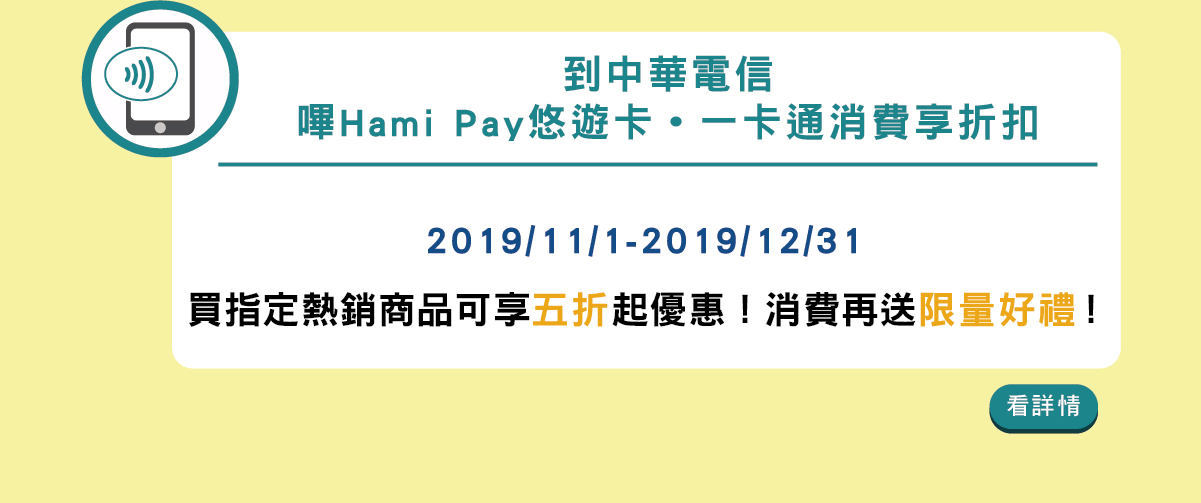 到中華電信
嗶Hami Pay悠遊卡•一卡通消費享折扣
2019/11/1-2019/12/31
買指定熱銷商品可享五折起優惠！消費再送限量好禮！
看詳情